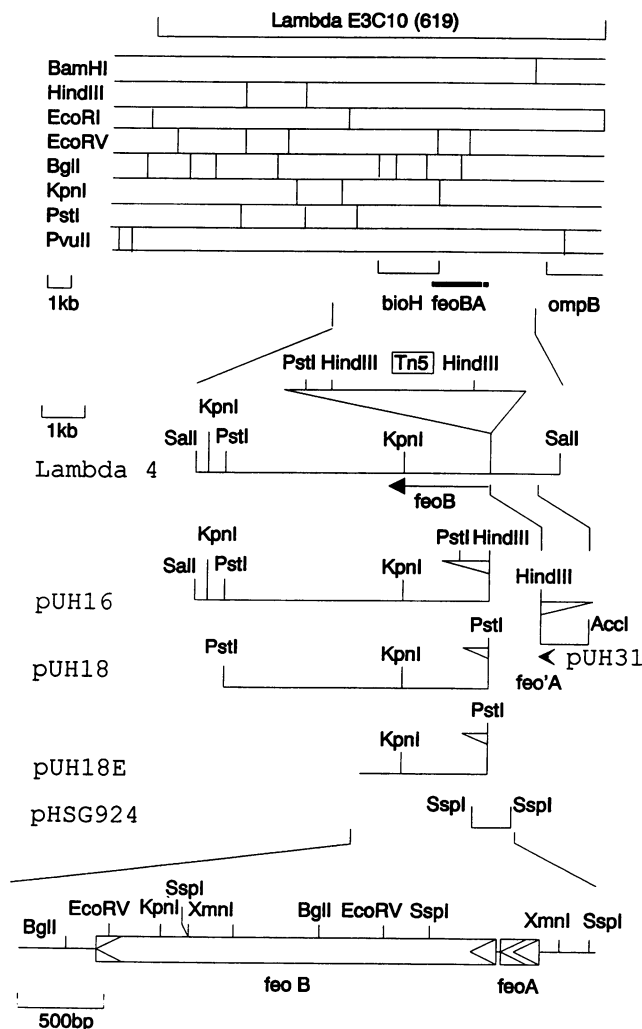 Lambda E3C10 (619)
BamHI
HindIII
EcoRI
EcoRV
BglI
KpnI
PstI
PvuII
1kb
bioH feoBA ompB
PstI HindIII Tn5 HindIII
1kb
KpnI
SalI PstI KpnI SalI
Lambda 4
feoB
KpnI PstI HindIII
SalI PstI KpnI HindIII
pUH16
AccI
PstI PstI
KpnI feo'A pUH31
pUH18
PstI
KpnI
pUH18E
SspI SspI
pHSG924
SspI
BglI EcoRV KpnI XmnI BglI EcoRV SspI XmnI SspI
feo B feoA
500bp